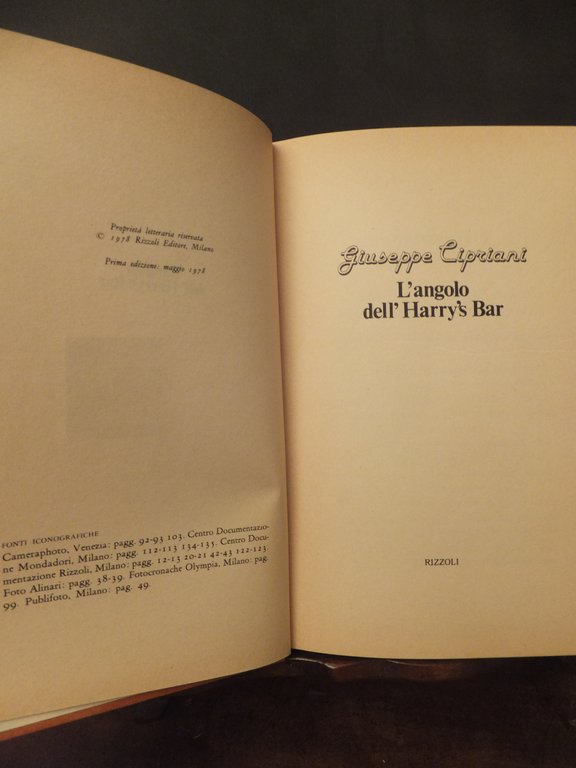 Proprietà letteraria riservata
© 1978 Rizzoli Editore, Milano
Prima edizione: maggio 1978
FONTI ICONOGRAFICHE
Cameraphoto, Venezia: pagg. 92-93 103. Centro Documentazio-
ne Mondadori, Milano: pagg. 112-113 134-135. Centro Docu-
mentazione Rizzoli, Milano: pagg. 12-13 20-21 42-43 122-123.
Foto Alinari: pagg. 38-39. Fotocronache Olympia, Milano: pag.
99. Publifoto, Milano: pag. 49.
Giuseppe Cipriani
L'angolo
dell'Harry's Bar
RIZZOLI